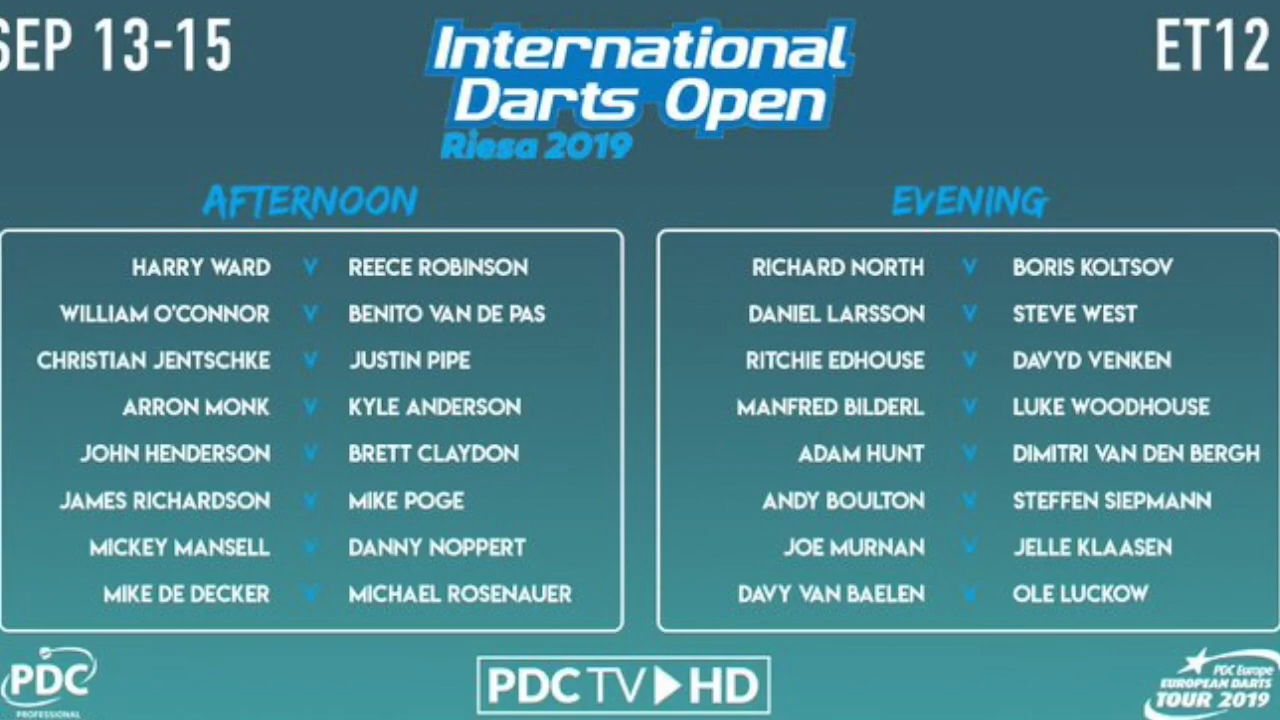 SEP 13-15
International
Darts Open
Riesa 2019
ET12
AFTERNOON
HARRY WARD V REECE ROBINSON
WILLIAM O'CONNOR V BENITO VAN DE PAS
CHRISTIAN JENTSCHKE V JUSTIN PIPE
ARRON MONK V KYLE ANDERSON
JOHN HENDERSON V BRETT CLAYDON
JAMES RICHARDSON V MIKE POGE
MICKEY MANSELL V DANNY NOPPERT
MIKE DE DECKER V MICHAEL ROSENAUER
EVENING
RICHARD NORTH V BORIS KOLTSOV
DANIEL LARSSON V STEVE WEST
RITCHIE EDHOUSE V DAVYD VENKEN
MANFRED BILDERL V LUKE WOODHOUSE
ADAM HUNT V DIMITRI VAN DEN BERGH
ANDY BOULTON V STEFFEN SIEPMANN
JOE MURNAN V JELLE KLAASEN
DAVY VAN BAELEN V OLE LUCKOW
PDC
PROFESSIONAL
PDCTV HD
PDC Europe
EUROPEAN DARTS
TOUR 2019